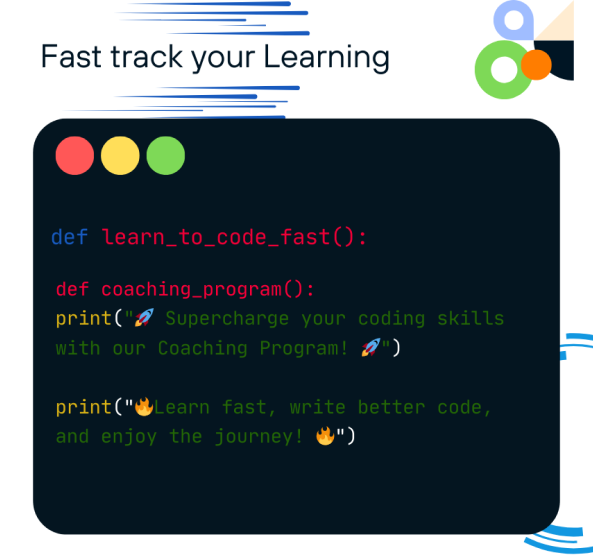 Fast track your Learning
def learn_to_code_fast():
def coaching_program():
print("🚀 Supercharge your coding skills
with our Coaching Program! 🚀")
print("🔥Learn fast, write better code,
and enjoy the journey! 🔥")